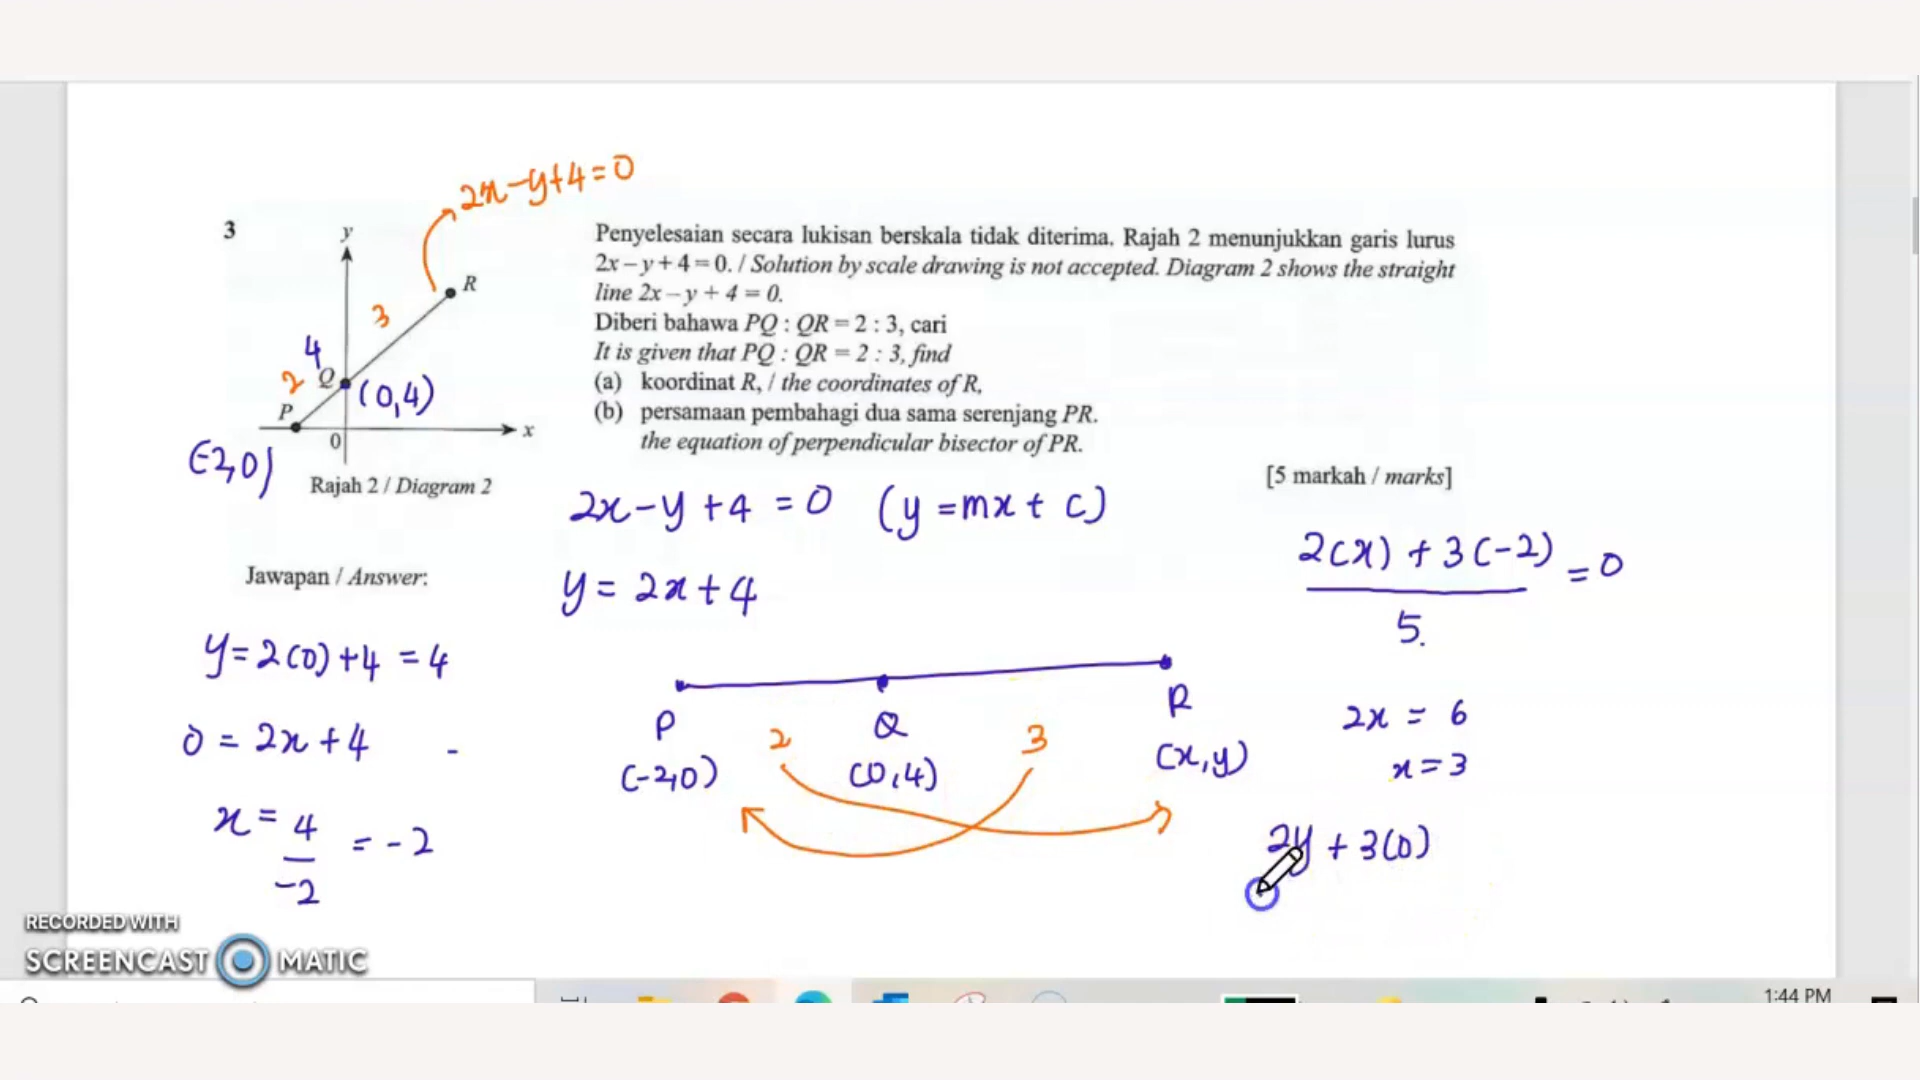 2x-y+4=0
3
y
R
3
4
2
Q
(0,4)
P
0
x
(-2,0)
Rajah 2 / Diagram 2
Penyelesaian secara lukisan berskala tidak diterima. Rajah 2 menunjukkan garis lurus
2x – y + 4 = 0. / Solution by scale drawing is not accepted. Diagram 2 shows the straight
line 2x – y + 4 = 0.
Diberi bahawa PQ : QR = 2 : 3, cari
It is given that PQ : QR = 2 : 3, find
(a) koordinat R, / the coordinates of R,
(b) persamaan pembahagi dua sama serenjang PR.
the equation of perpendicular bisector of PR.
[5 markah / marks]
2x-y+4 =0 (y=mx+c)
y = 2x+4
Jawapan / Answer:
y=2(0)+4 =4
0 = 2x+4 -
x = 4
— = -2
-2
P
2
Q
3
R
(-2,0)
(0,4)
(x,y)
2(x) + 3(-2)
= 0
5.
2x = 6
x = 3
2y + 3(0)
RECORDED WITH
SCREENCAST MATIC
1:44 PM